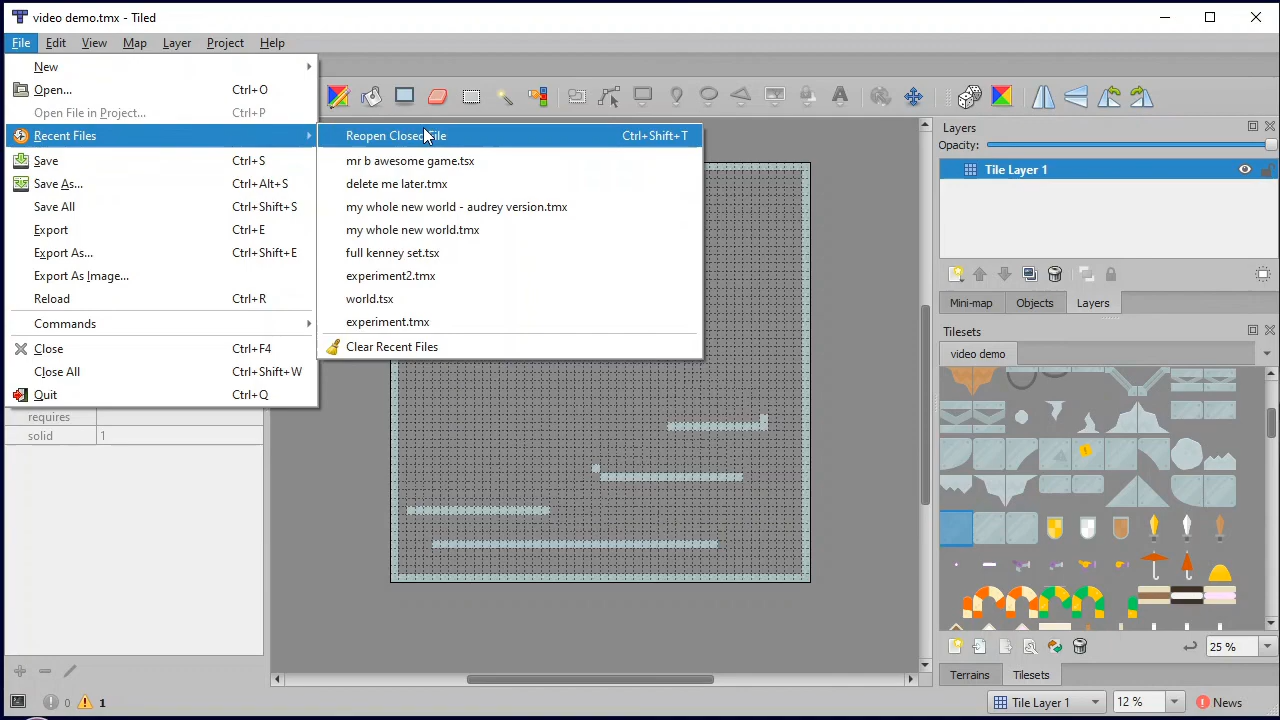 video demo.tmx - Tiled
File Edit View Map Layer Project Help
New
Open... Ctrl+O
Open File in Project... Ctrl+P
Recent Files
Save Ctrl+S
Save As... Ctrl+Alt+S
Save All Ctrl+Shift+S
Export Ctrl+E
Export As... Ctrl+Shift+E
Export As Image...
Reload Ctrl+R
Commands
Close Ctrl+F4
Close All Ctrl+Shift+W
Quit Ctrl+Q
Reopen Closed File Ctrl+Shift+T
mr b awesome game.tsx
delete me later.tmx
my whole new world - audrey version.tmx
my whole new world.tmx
full kenney set.tsx
experiment2.tmx
world.tsx
experiment.tmx
Clear Recent Files
requires
solid 1
Layers
Opacity:
Tile Layer 1
Mini-map Objects Layers
Tilesets
video demo
25 %
Terrains Tilesets
0 1
Tile Layer 1 12 % News